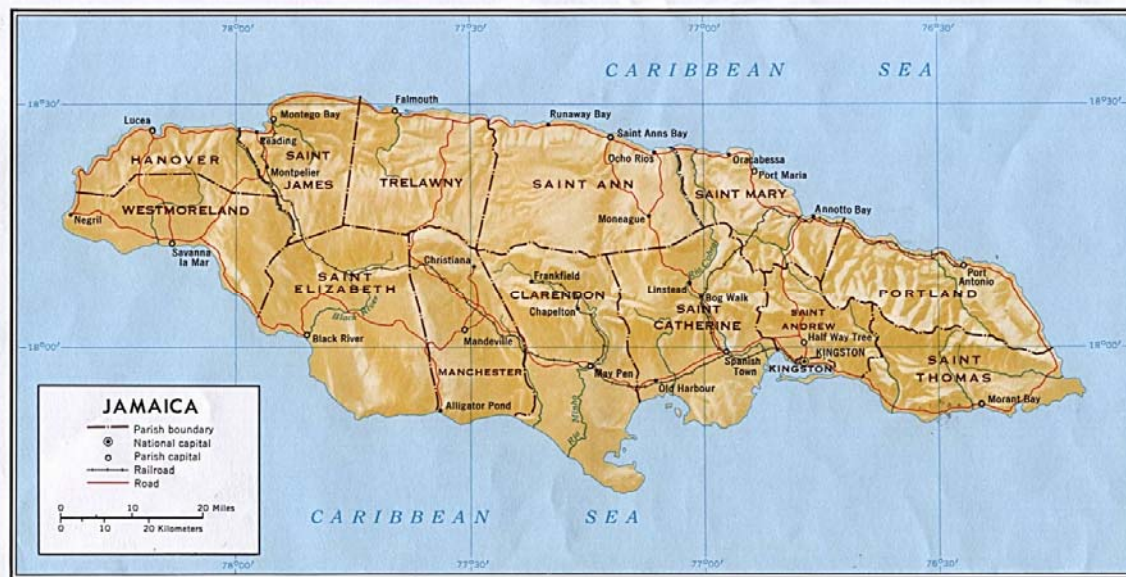 78°00'
77°30'
77°00'
76°30'
CARIBBEAN SEA
18°30'
18°30'
Lucea
Montego Bay
Falmouth
Runaway Bay
Saint Anns Bay
Reading
Ocho Rios
Oracabessa
HANOVER
SAINT
JAMES
Montpelier
TRELAWNY
SAINT ANN
SAINT MARY
Port Maria
WESTMORELAND
Negril
Moneague
Annotto Bay
Savanna
la Mar
Christiana
SAINT
ELIZABETH
Frankfield
CLARENDON
Chapelton
Linstead
Bog Walk
Port
Antonio
PORTLAND
Black River
SAINT
CATHERINE
SAINT
ANDREW
18°00'
18°00'
Black River
Mandeville
Half Way Tree
KINGSTON
KINGSTON
SAINT
THOMAS
MANCHESTER
May Pen
Spanish
Town
Old Harbour
Alligator Pond
Rio Minho
Morant Bay
JAMAICA
Parish boundary
National capital
Parish capital
Railroad
Road
0 10 20 Miles
0 10 20 Kilometers
CARIBBEAN SEA
78°00'
77°30'
77°00'
76°30'